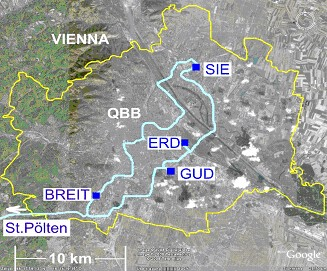 VIENNA
SIE
QBB
ERD
GUD
BREIT
St.Pölten
10 km
Google